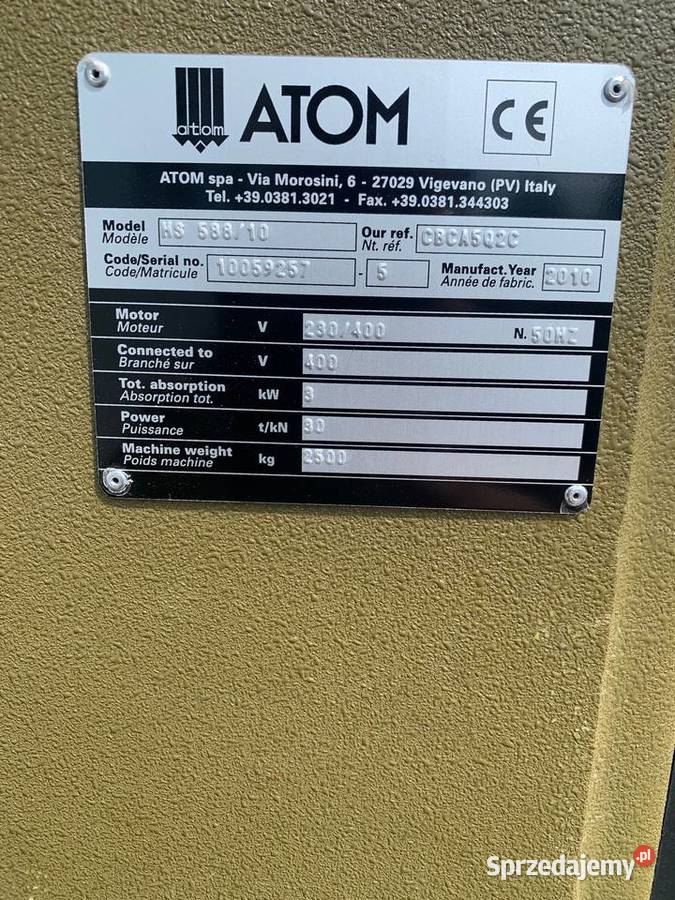 atom ATOM CE
ATOM spa - Via Morosini, 6 - 27029 Vigevano (PV) Italy
Tel. +39.0381.3021 - Fax. +39.0381.344303
Model MS 588/10 Our ref. CBCA5Q2C
Modèle Nt. réf.
Code/Serial no. 10059257 - 5 Manufact. Year 2010
Code/Matricule Année de fabric.
Motor V 230/400 N. 50HZ
Moteur
Connected to V 400
Branché sur
Tot. absorption kW 3
Absorption tot.
Power t/kN 30
Puissance
Machine weight kg 2500
Poids machine
Sprzedajemy.pl